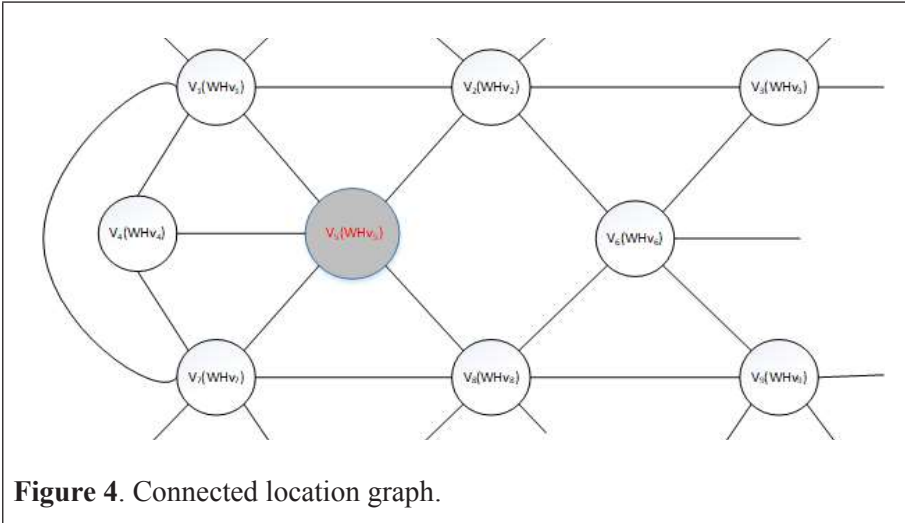 V₁(WHv₁)
V₂(WHv₂)
V₃(WHv₃)
V₄(WHv₄)
V₅(WHv₅)
V₆(WHv₆)
V₇(WHv₇)
V₈(WHv₈)
V₉(WHv₉)
Figure 4. Connected location graph.